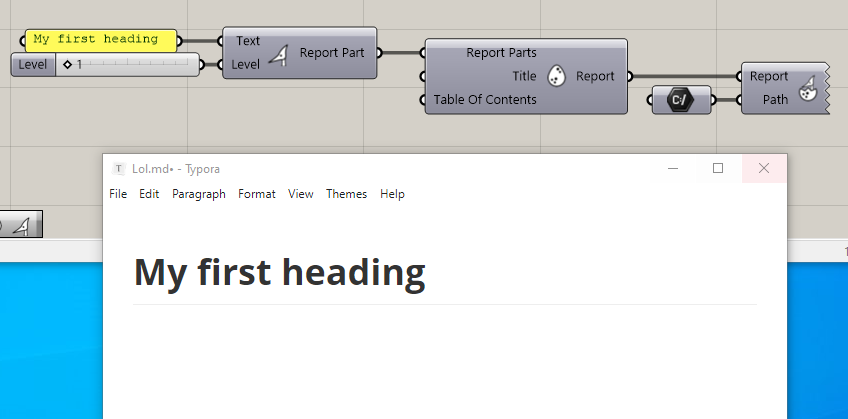 My first heading
Level 1
Text
Level
Report Part
Report Parts
Title
Table Of Contents
Report
C:/
Report
Path
T Lol.md• - Typora
File Edit Paragraph Format View Themes Help
My first heading
1